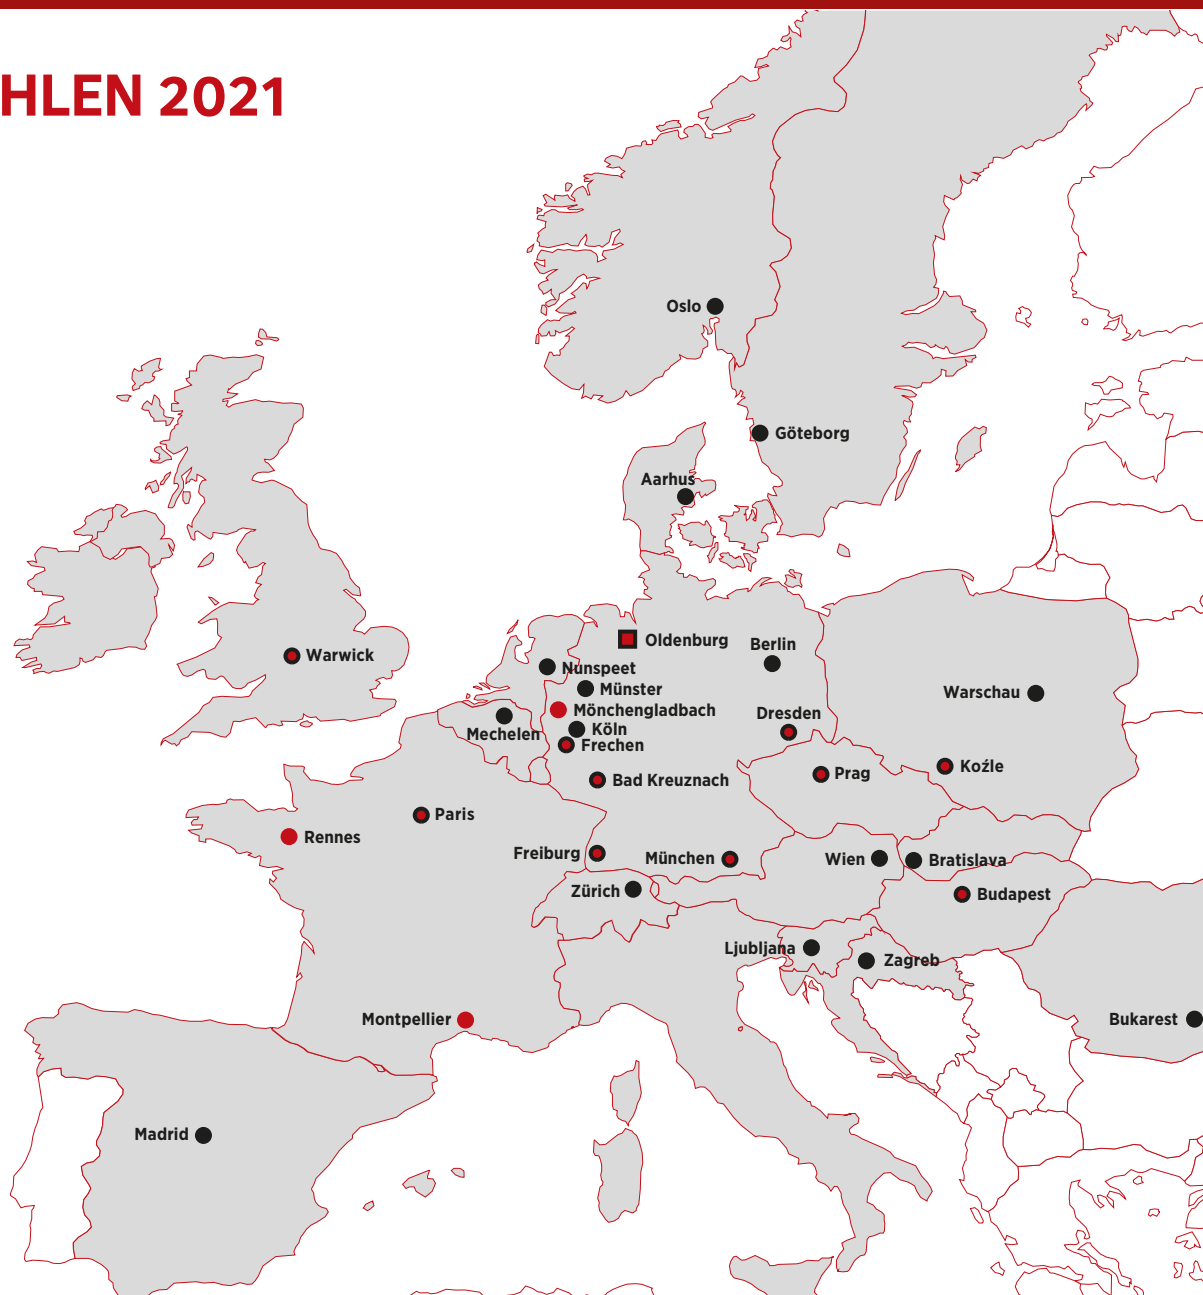 HLEN 2021
Oslo
Göteborg
Aarhus
Oldenburg
Berlin
Warwick
Nunspeet
Münster
Warschau
Mönchengladbach
Dresden
Mechelen
Köln
Frechen
Koźle
Prag
Bad Kreuznach
Paris
Rennes
Freiburg
München
Wien
Bratislava
Zürich
Budapest
Ljubljana
Zagreb
Montpellier
Bukarest
Madrid